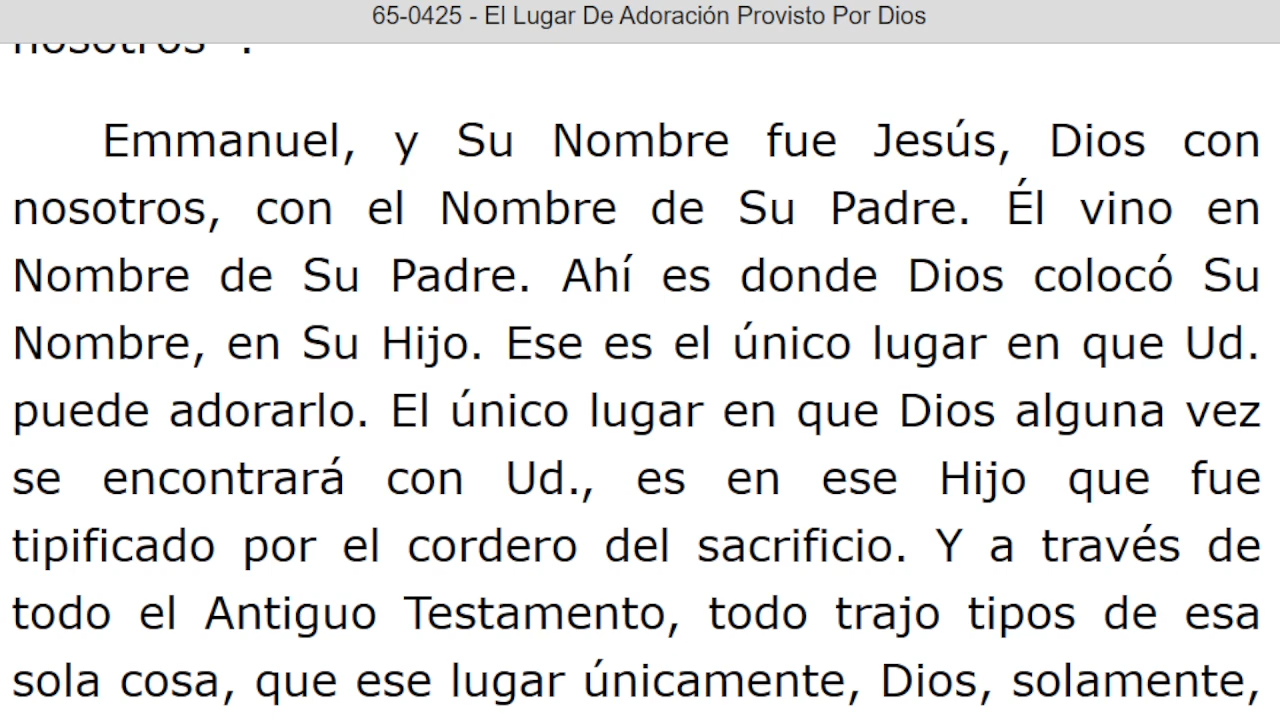 65-0425 - El Lugar De Adoración Provisto Por Dios
nosotros".
Emmanuel, y Su Nombre fue Jesús, Dios con
nosotros, con el Nombre de Su Padre. Él vino en
Nombre de Su Padre. Ahí es donde Dios colocó Su
Nombre, en Su Hijo. Ese es el único lugar en que Ud.
puede adorarlo. El único lugar en que Dios alguna vez
se encontrará con Ud., es en ese Hijo que fue
tipificado por el cordero del sacrificio. Y a través de
todo el Antiguo Testamento, todo trajo tipos de esa
sola cosa, que ese lugar únicamente, Dios, solamente,